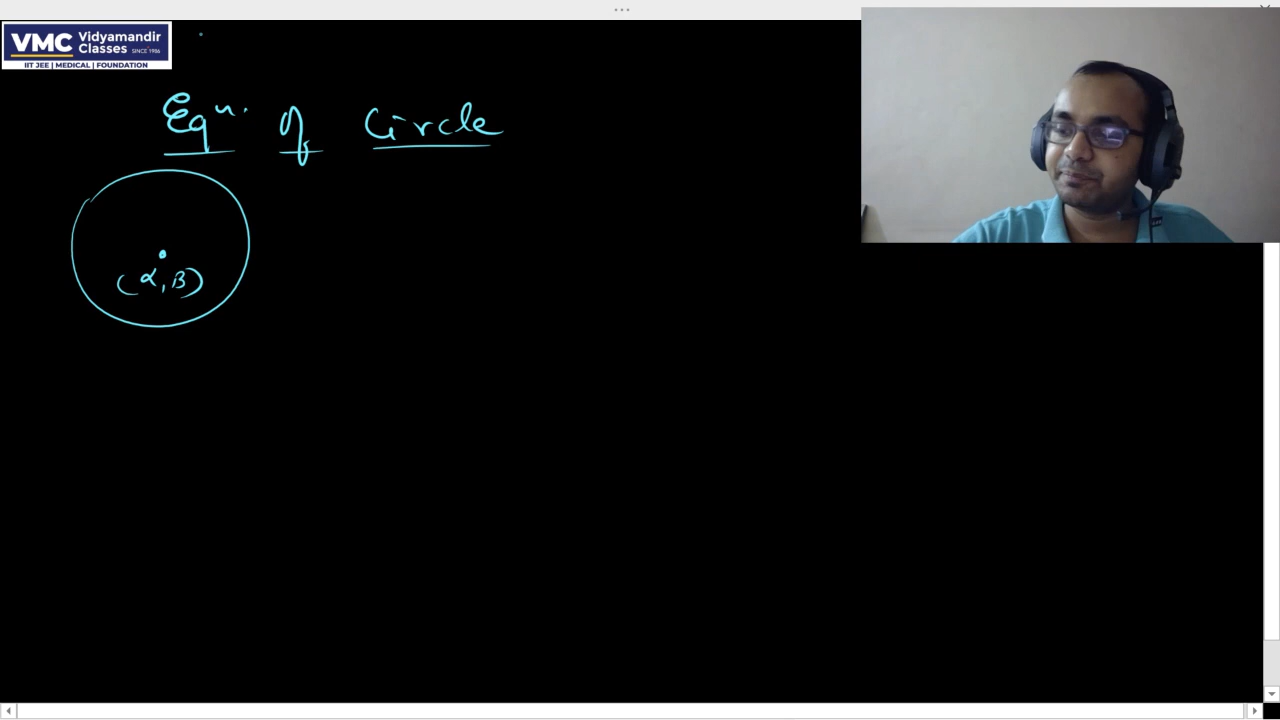 VMC Vidyamandir Classes SINCE 1986
IIT JEE | MEDICAL | FOUNDATION
Eqⁿ. of Circle
(α, β)